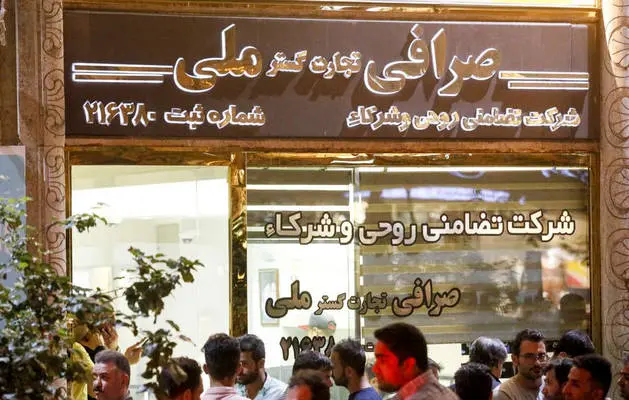 صرافی تجارت گستر ملی
شرکت تضامنی روحی و شرکاء
شماره ثبت ۲۱۶۳۸۰
شرکت تضامنی روحی و شرکاء
صرافی تجارت گستر ملی
۲۱۶۳۸۰